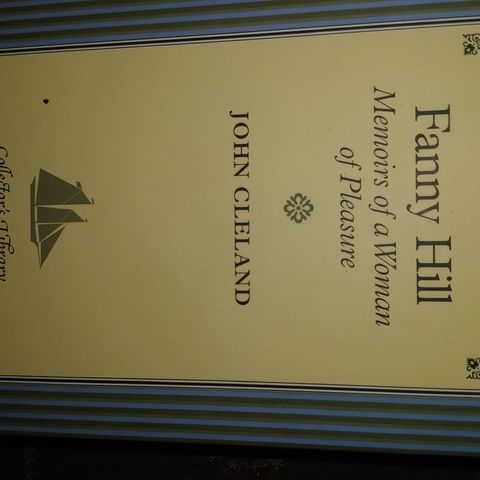 Fanny Hill
Memoirs of a Woman
of Pleasure
JOHN CLELAND
Collector's Library